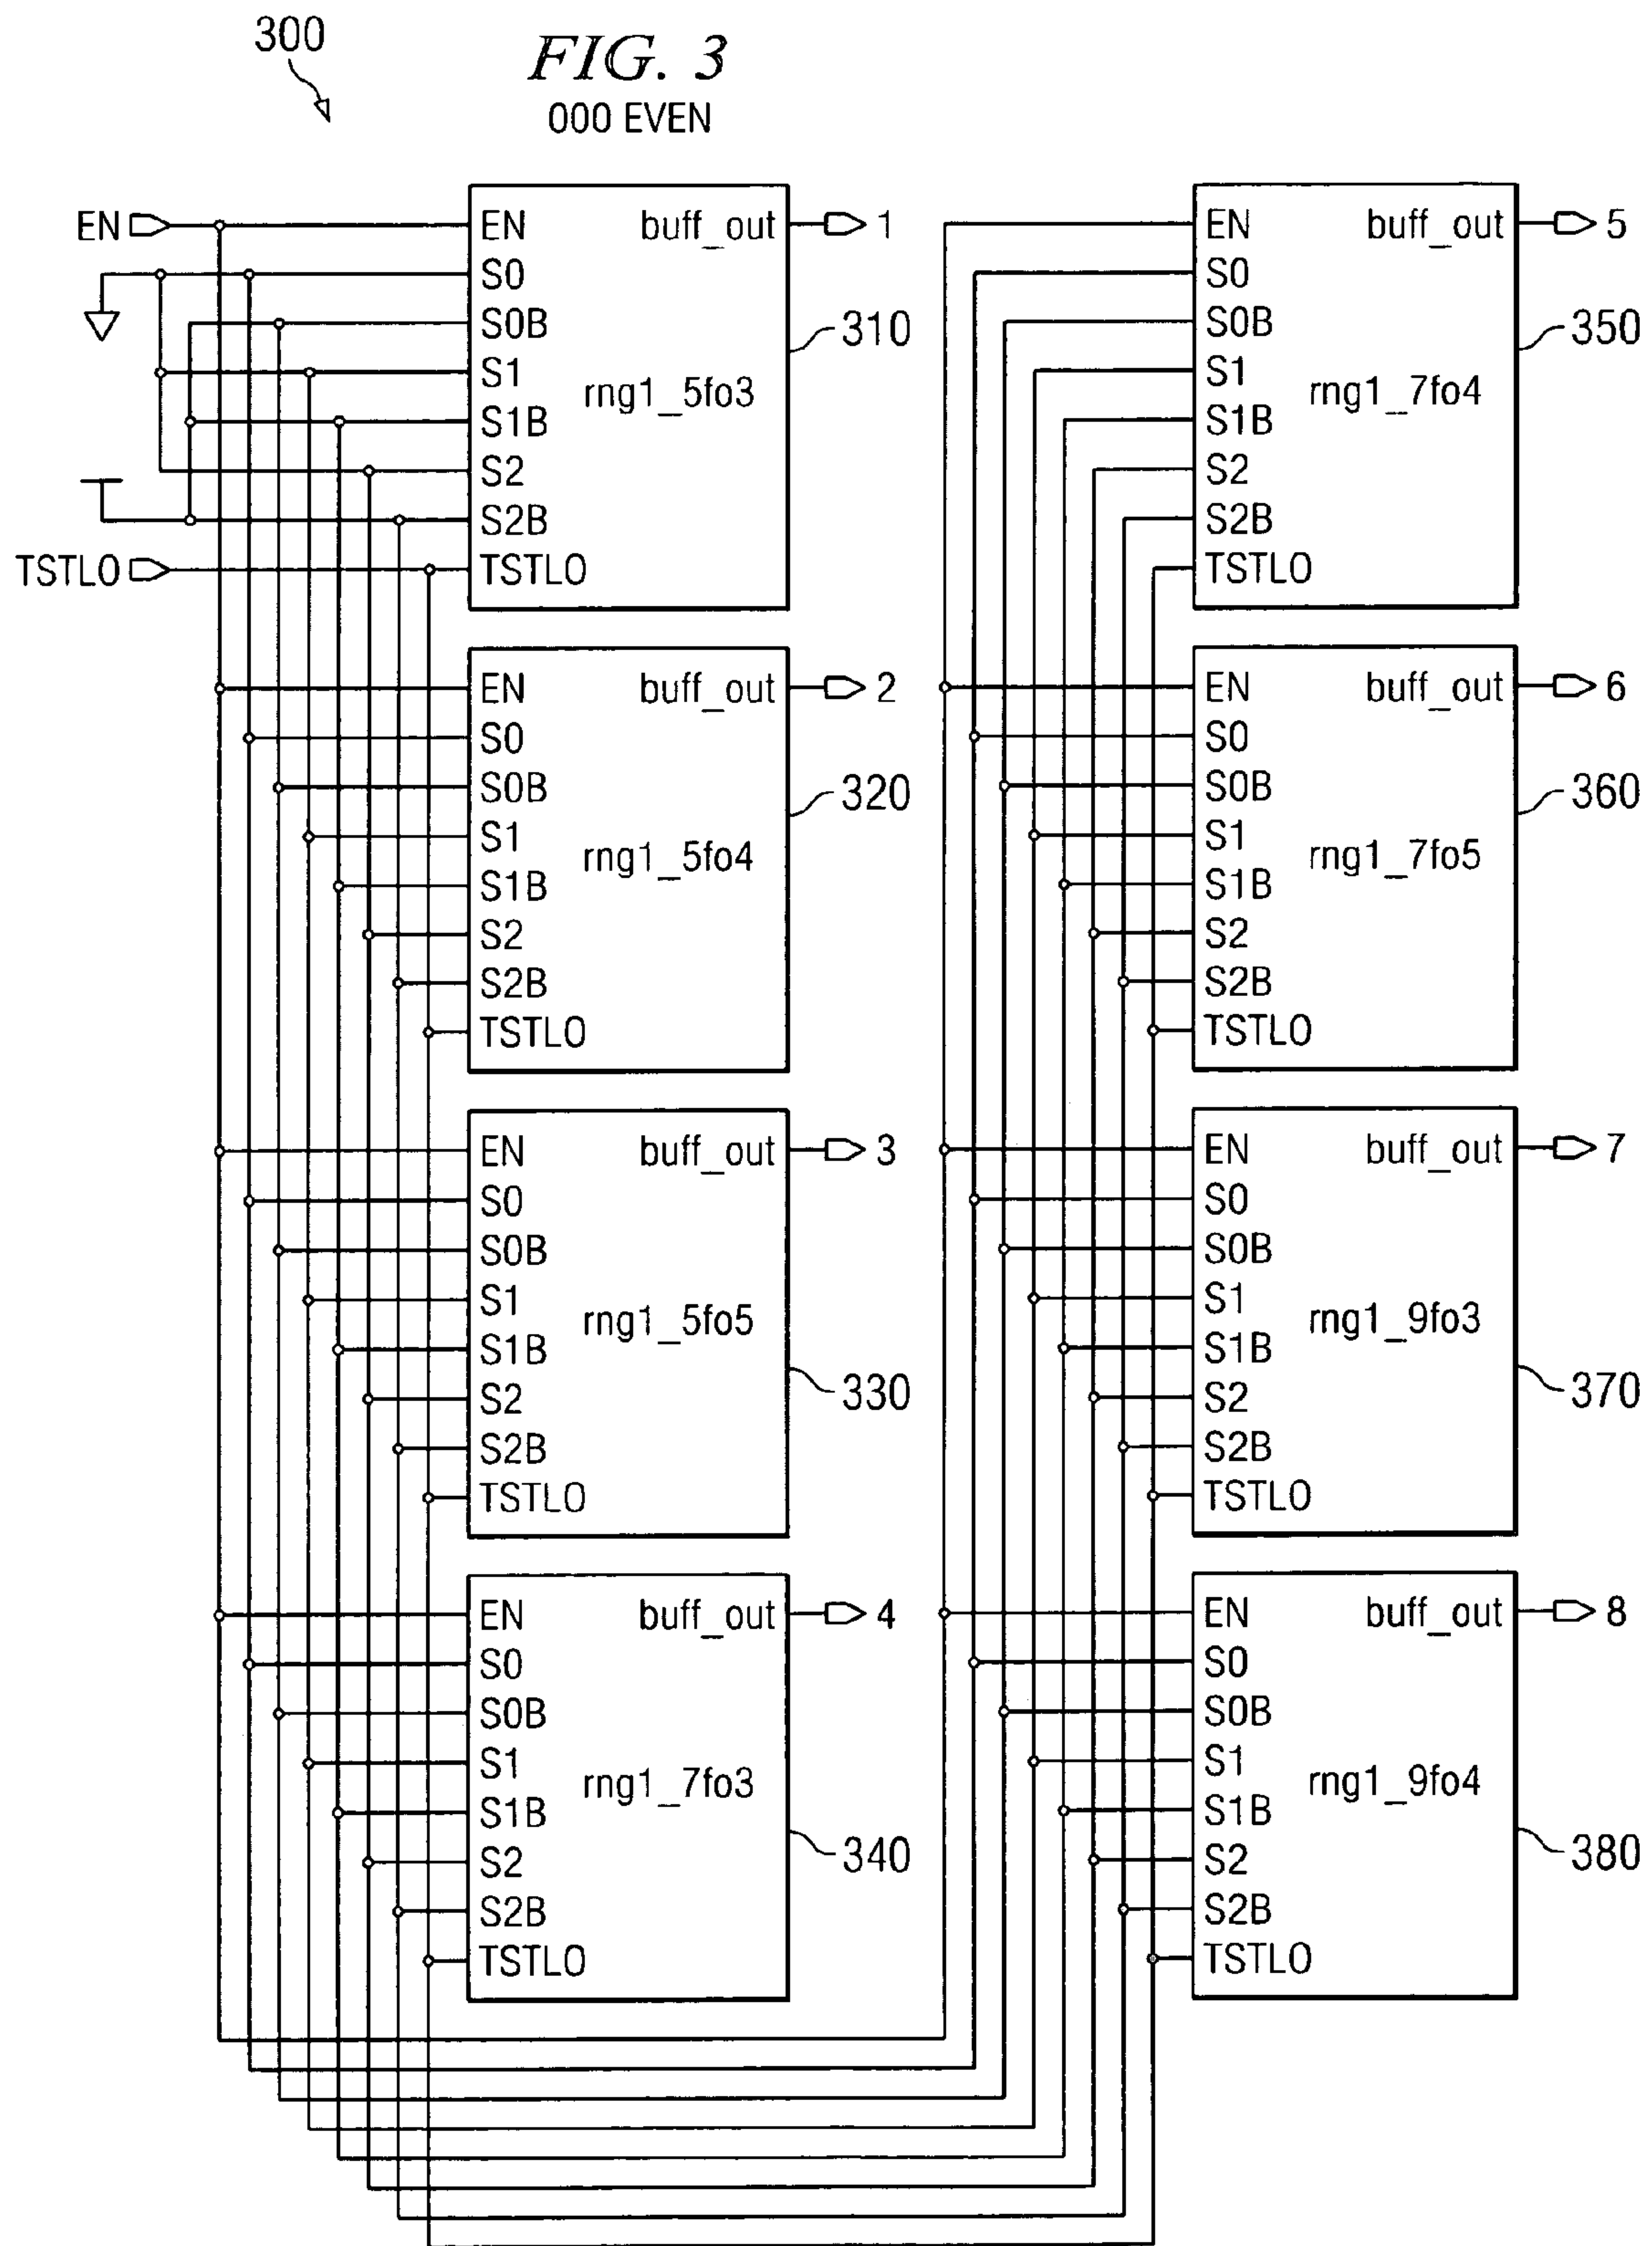 300
FIG. 3
000 EVEN
EN
TSTLO
EN buff_out 1
S0
S0B
S1
S1B
S2
S2B
TSTLO
rng1_5fo3
310
EN buff_out 2
S0
S0B
S1
S1B
S2
S2B
TSTLO
rng1_5fo4
320
EN buff_out 3
S0
S0B
S1
S1B
S2
S2B
TSTLO
rng1_5fo5
330
EN buff_out 4
S0
S0B
S1
S1B
S2
S2B
TSTLO
rng1_7fo3
340
EN buff_out 5
S0
S0B
S1
S1B
S2
S2B
TSTLO
rng1_7fo4
350
EN buff_out 6
S0
S0B
S1
S1B
S2
S2B
TSTLO
rng1_7fo5
360
EN buff_out 7
S0
S0B
S1
S1B
S2
S2B
TSTLO
rng1_9fo3
370
EN buff_out 8
S0
S0B
S1
S1B
S2
S2B
TSTLO
rng1_9fo4
380